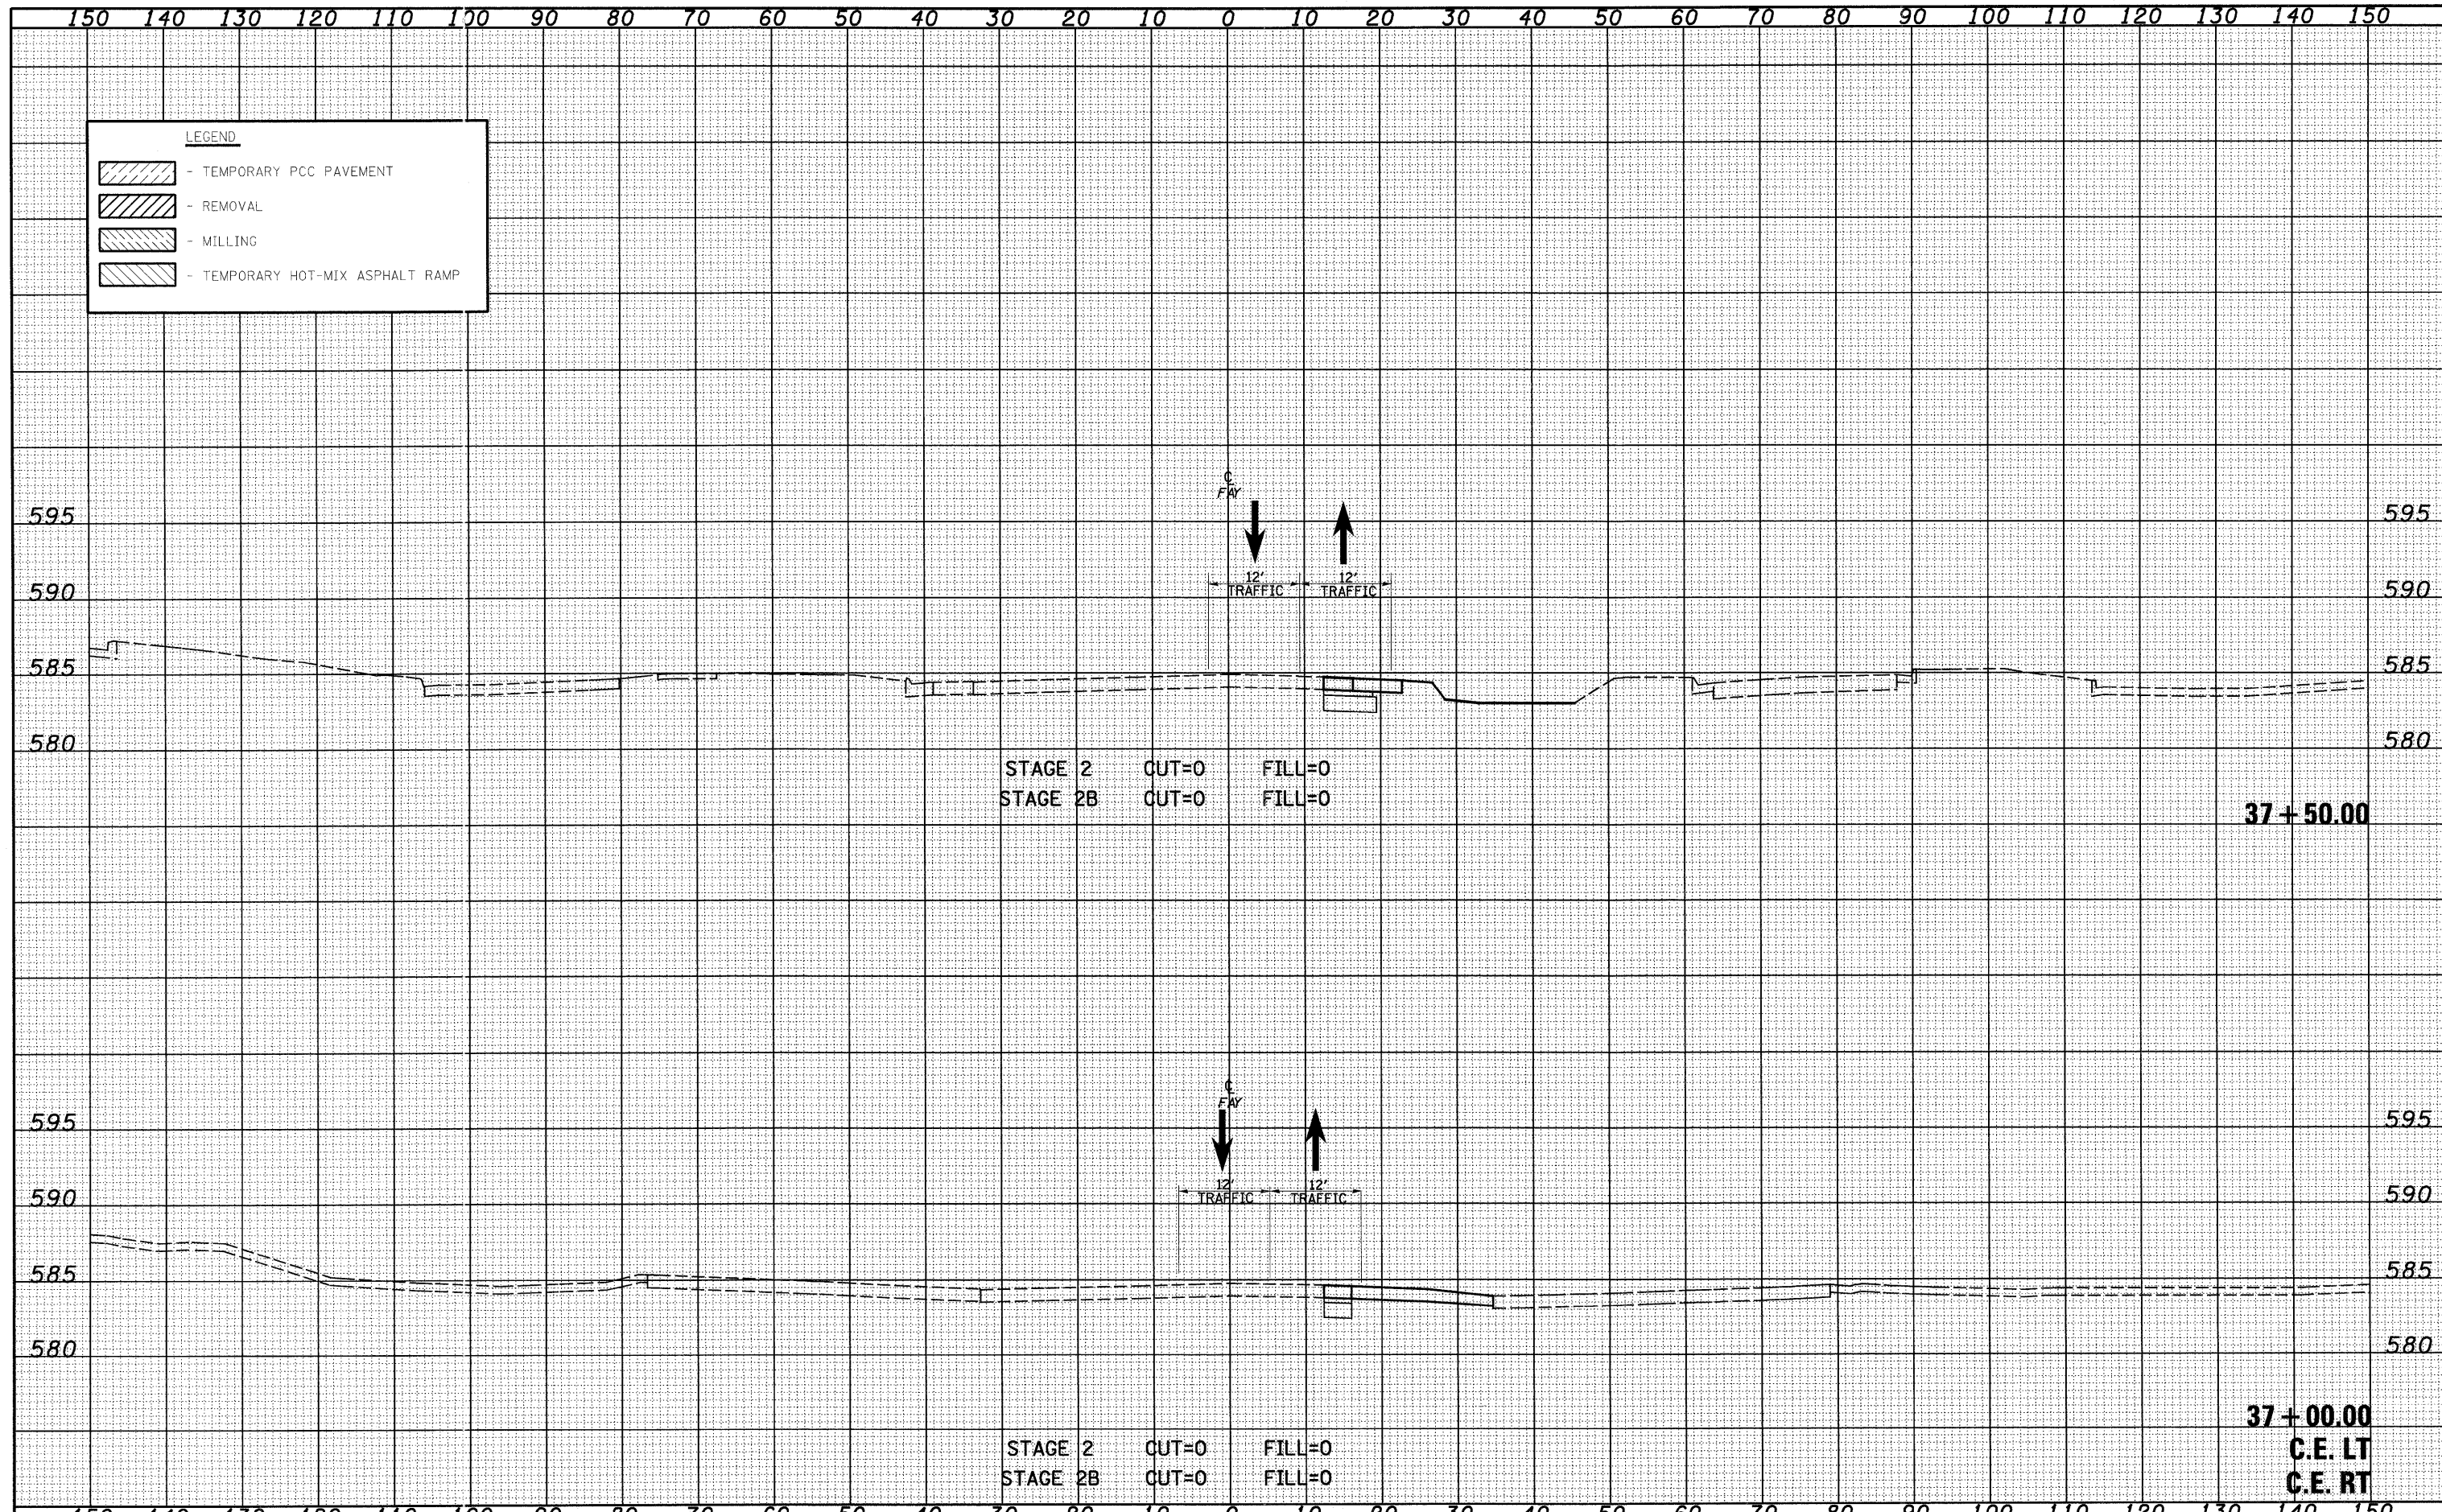 150 140 130 120 110 100 90 80 70 60 50 40 30 20 10 0 10 20 30 40 50 60 70 80 90 100 110 120 130 140 150
LEGEND
- TEMPORARY PCC PAVEMENT
- REMOVAL
- MILLING
- TEMPORARY HOT-MIX ASPHALT RAMP
℄
FAY
595 595
12' 12'
590 TRAFFIC TRAFFIC 590
585 585
580 580
STAGE 2 CUT=0 FILL=0
STAGE 2B CUT=0 FILL=0
37+50.00
℄
FAY
595 595
12' 12'
590 TRAFFIC TRAFFIC 590
585 585
580 580
37+00.00
STAGE 2 CUT=0 FILL=0 C.E. LT
STAGE 2B CUT=0 FILL=0 C.E. RT
150 140 130 120 110 100 90 80 70 60 50 40 30 20 10 0 10 20 30 40 50 60 70 80 90 100 110 120 130 140 150